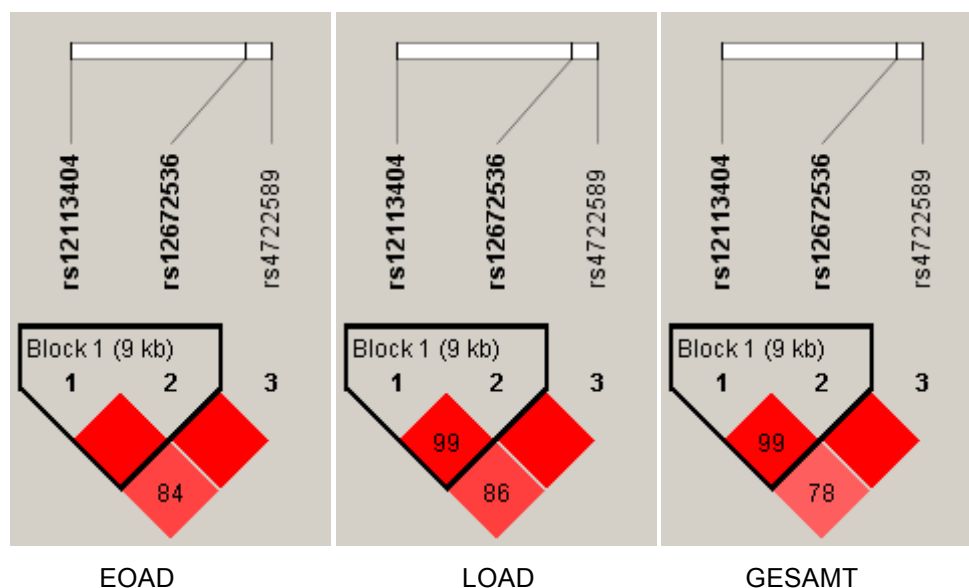 rs12113404
rs12672536
rs4722589
Block 1 (9 kb)
1 2 3
84
EOAD
rs12113404
rs12672536
rs4722589
Block 1 (9 kb)
1 2 3
99
86
LOAD
rs12113404
rs12672536
rs4722589
Block 1 (9 kb)
1 2 3
99
78
GESAMT